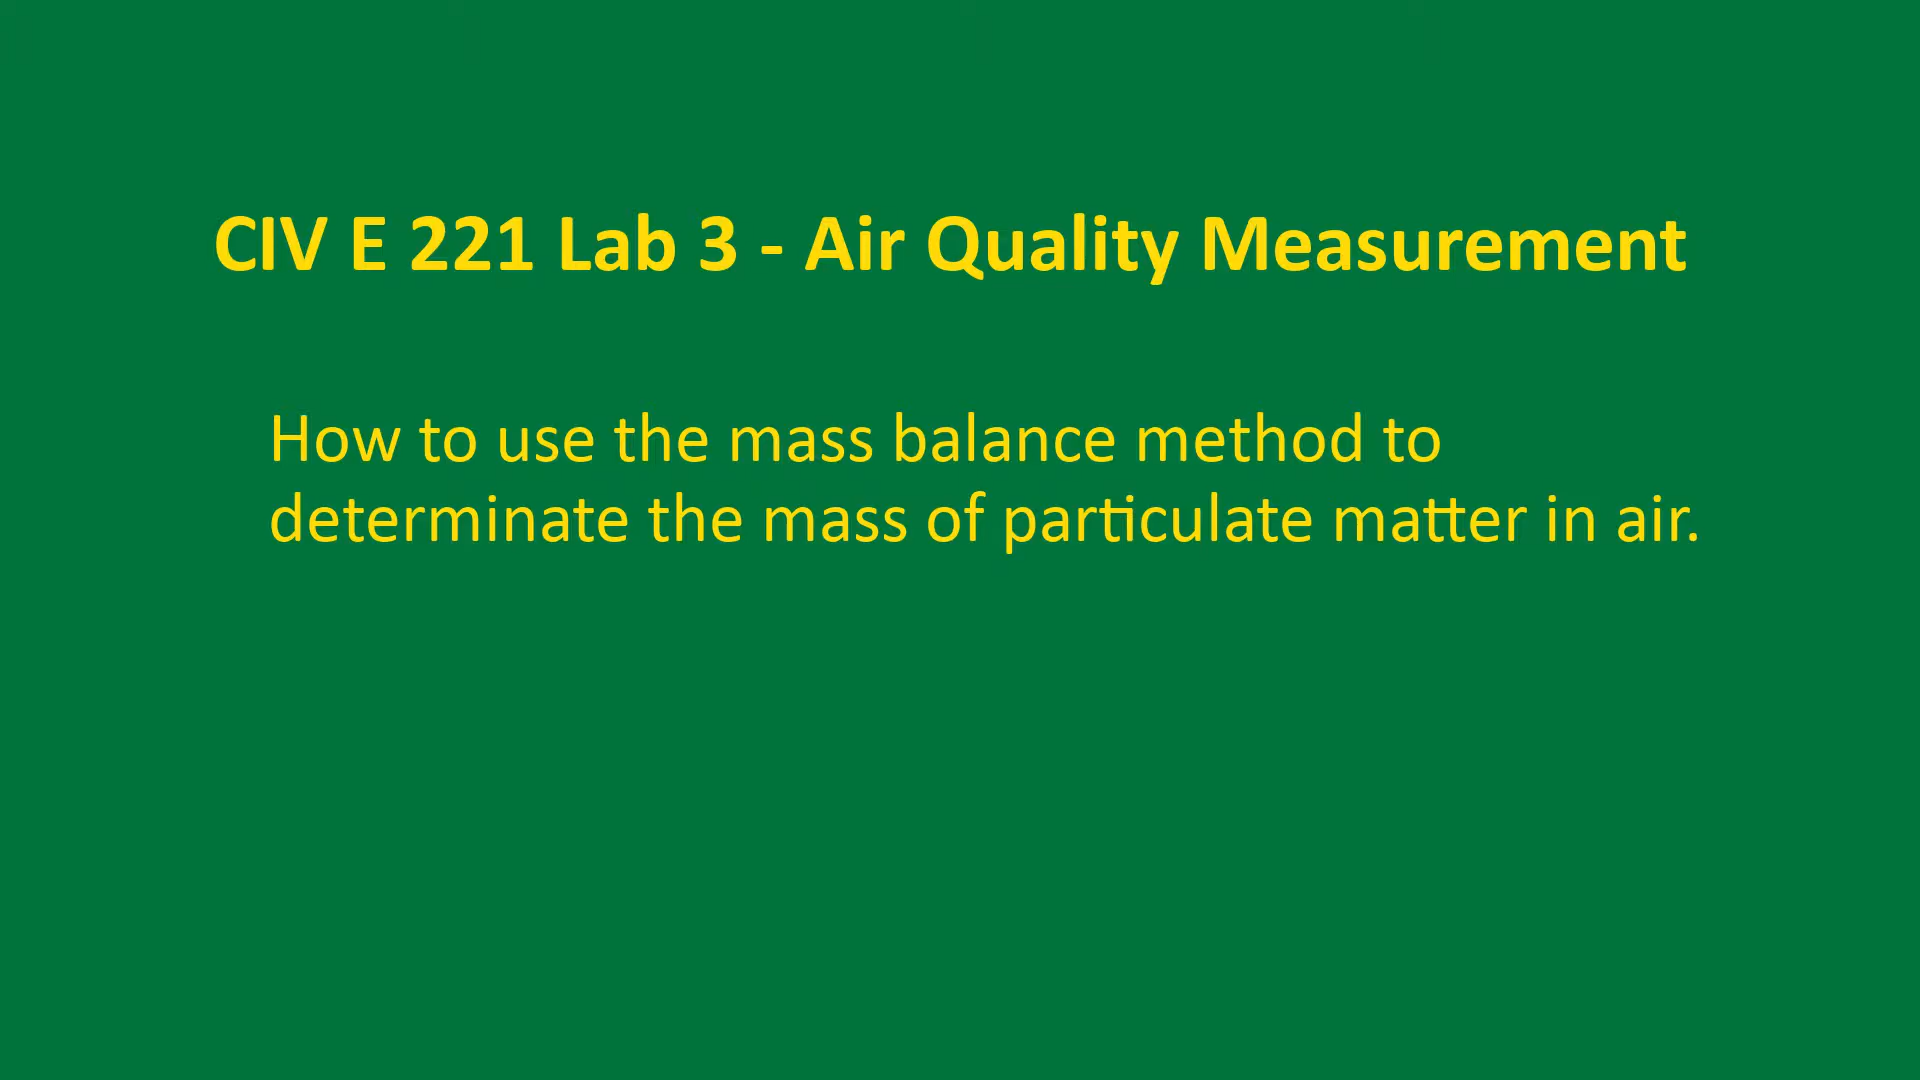 CIV E 221 Lab 3 - Air Quality Measurement
How to use the mass balance method to
determinate the mass of particulate matter in air.